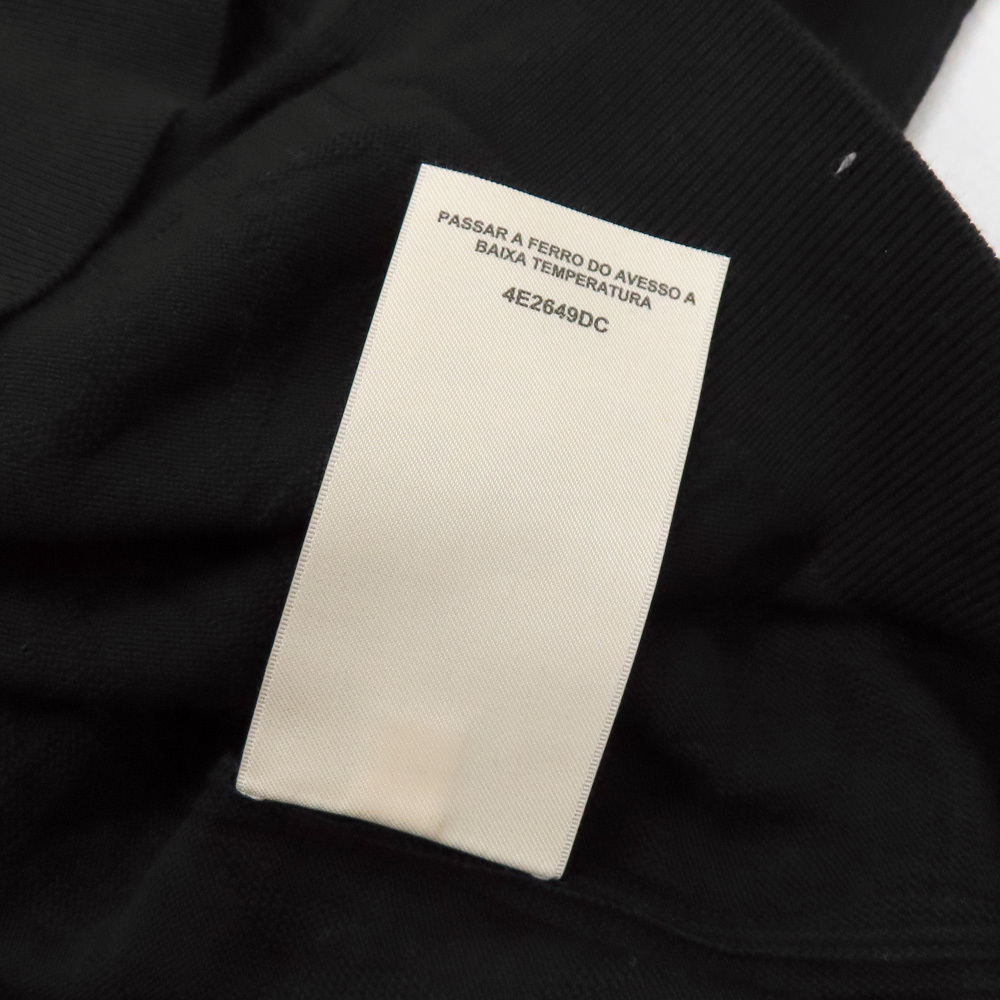 PASSAR A FERRO DO AVESSO A
BAIXA TEMPERATURA
4E2649DC